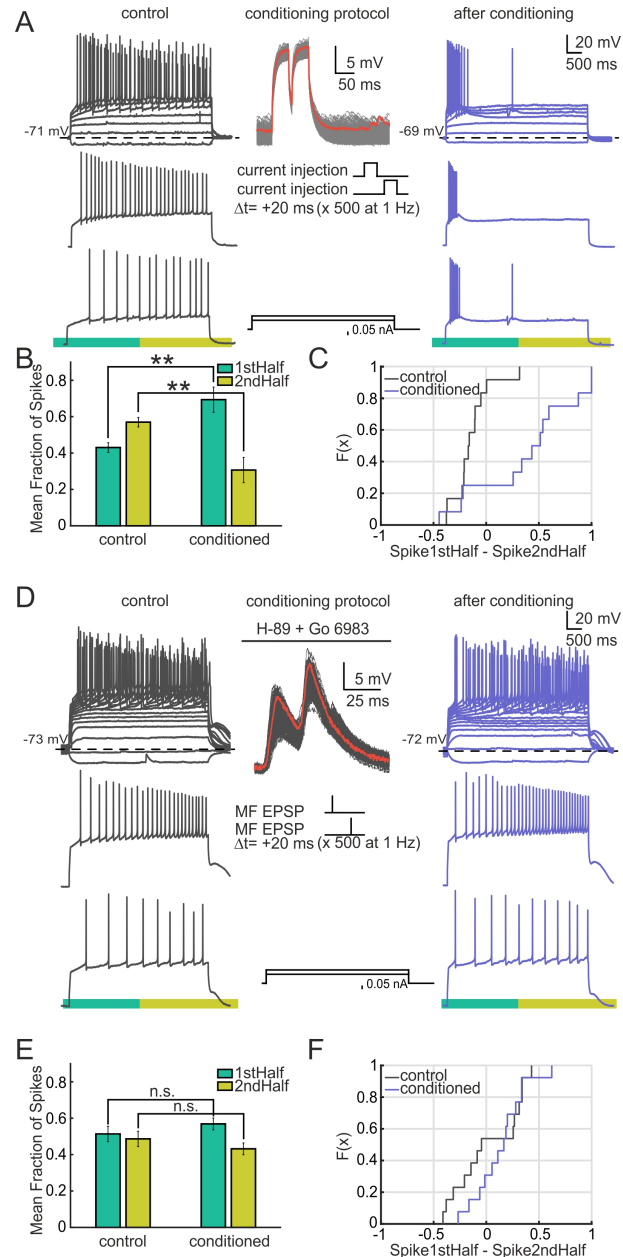 A
control
conditioning protocol
after conditioning
5 mV
50 ms
20 mV
500 ms
-71 mV
-69 mV
current injection
current injection
Δt= +20 ms (x 500 at 1 Hz)
0.05 nA
B
**
**
1stHalf
2ndHalf
Mean Fraction of Spikes
0.8
0.6
0.4
0.2
0
control
conditioned
C
control
conditioned
F(x)
1
0.8
0.6
0.4
0.2
0
-1
-0.5
0
0.5
1
Spike1stHalf - Spike2ndHalf
D
control
conditioning protocol
after conditioning
H-89 + Go 6983
5 mV
25 ms
20 mV
500 ms
-73 mV
-72 mV
MF EPSP
MF EPSP
Δt= +20 ms (x 500 at 1 Hz)
0.05 nA
E
n.s.
n.s.
1stHalf
2ndHalf
Mean Fraction of Spikes
0.8
0.6
0.4
0.2
0
control
conditioned
F
control
conditioned
F(x)
1
0.8
0.6
0.4
0.2
0
-1
-0.5
0
0.5
1
Spike1stHalf - Spike2ndHalf